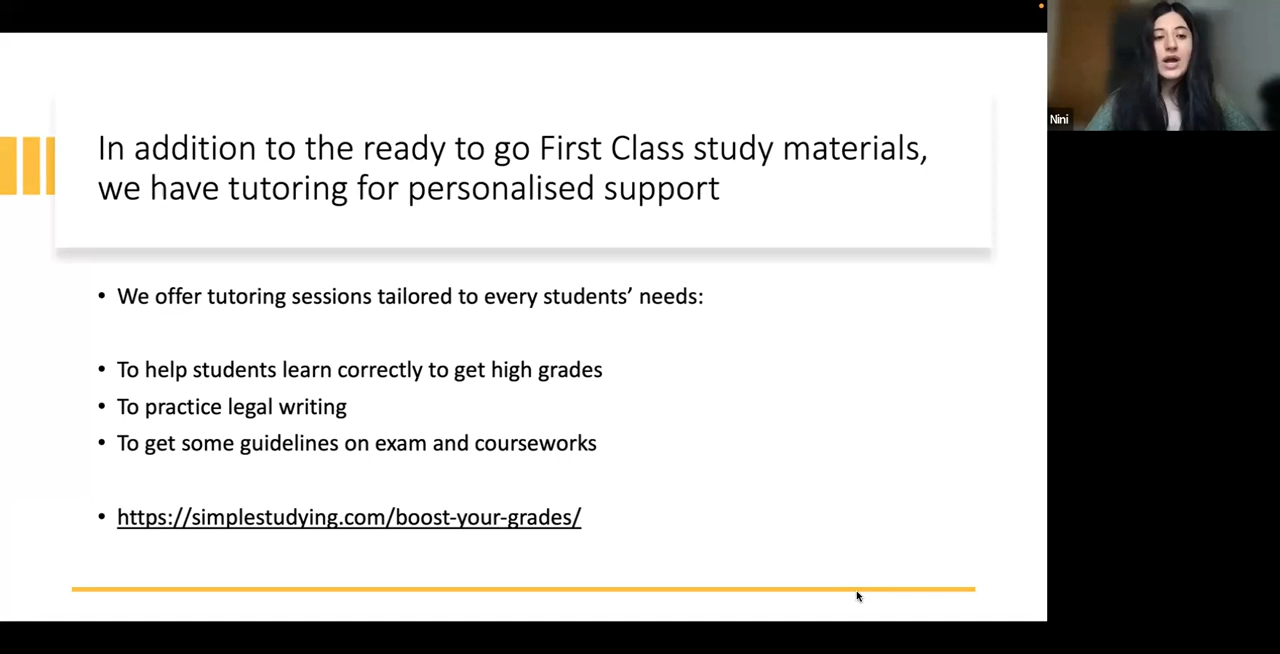 In addition to the ready to go First Class study materials,
we have tutoring for personalised support
• We offer tutoring sessions tailored to every students’ needs:
• To help students learn correctly to get high grades
• To practice legal writing
• To get some guidelines on exam and courseworks
• https://simplestudying.com/boost-your-grades/
Nini